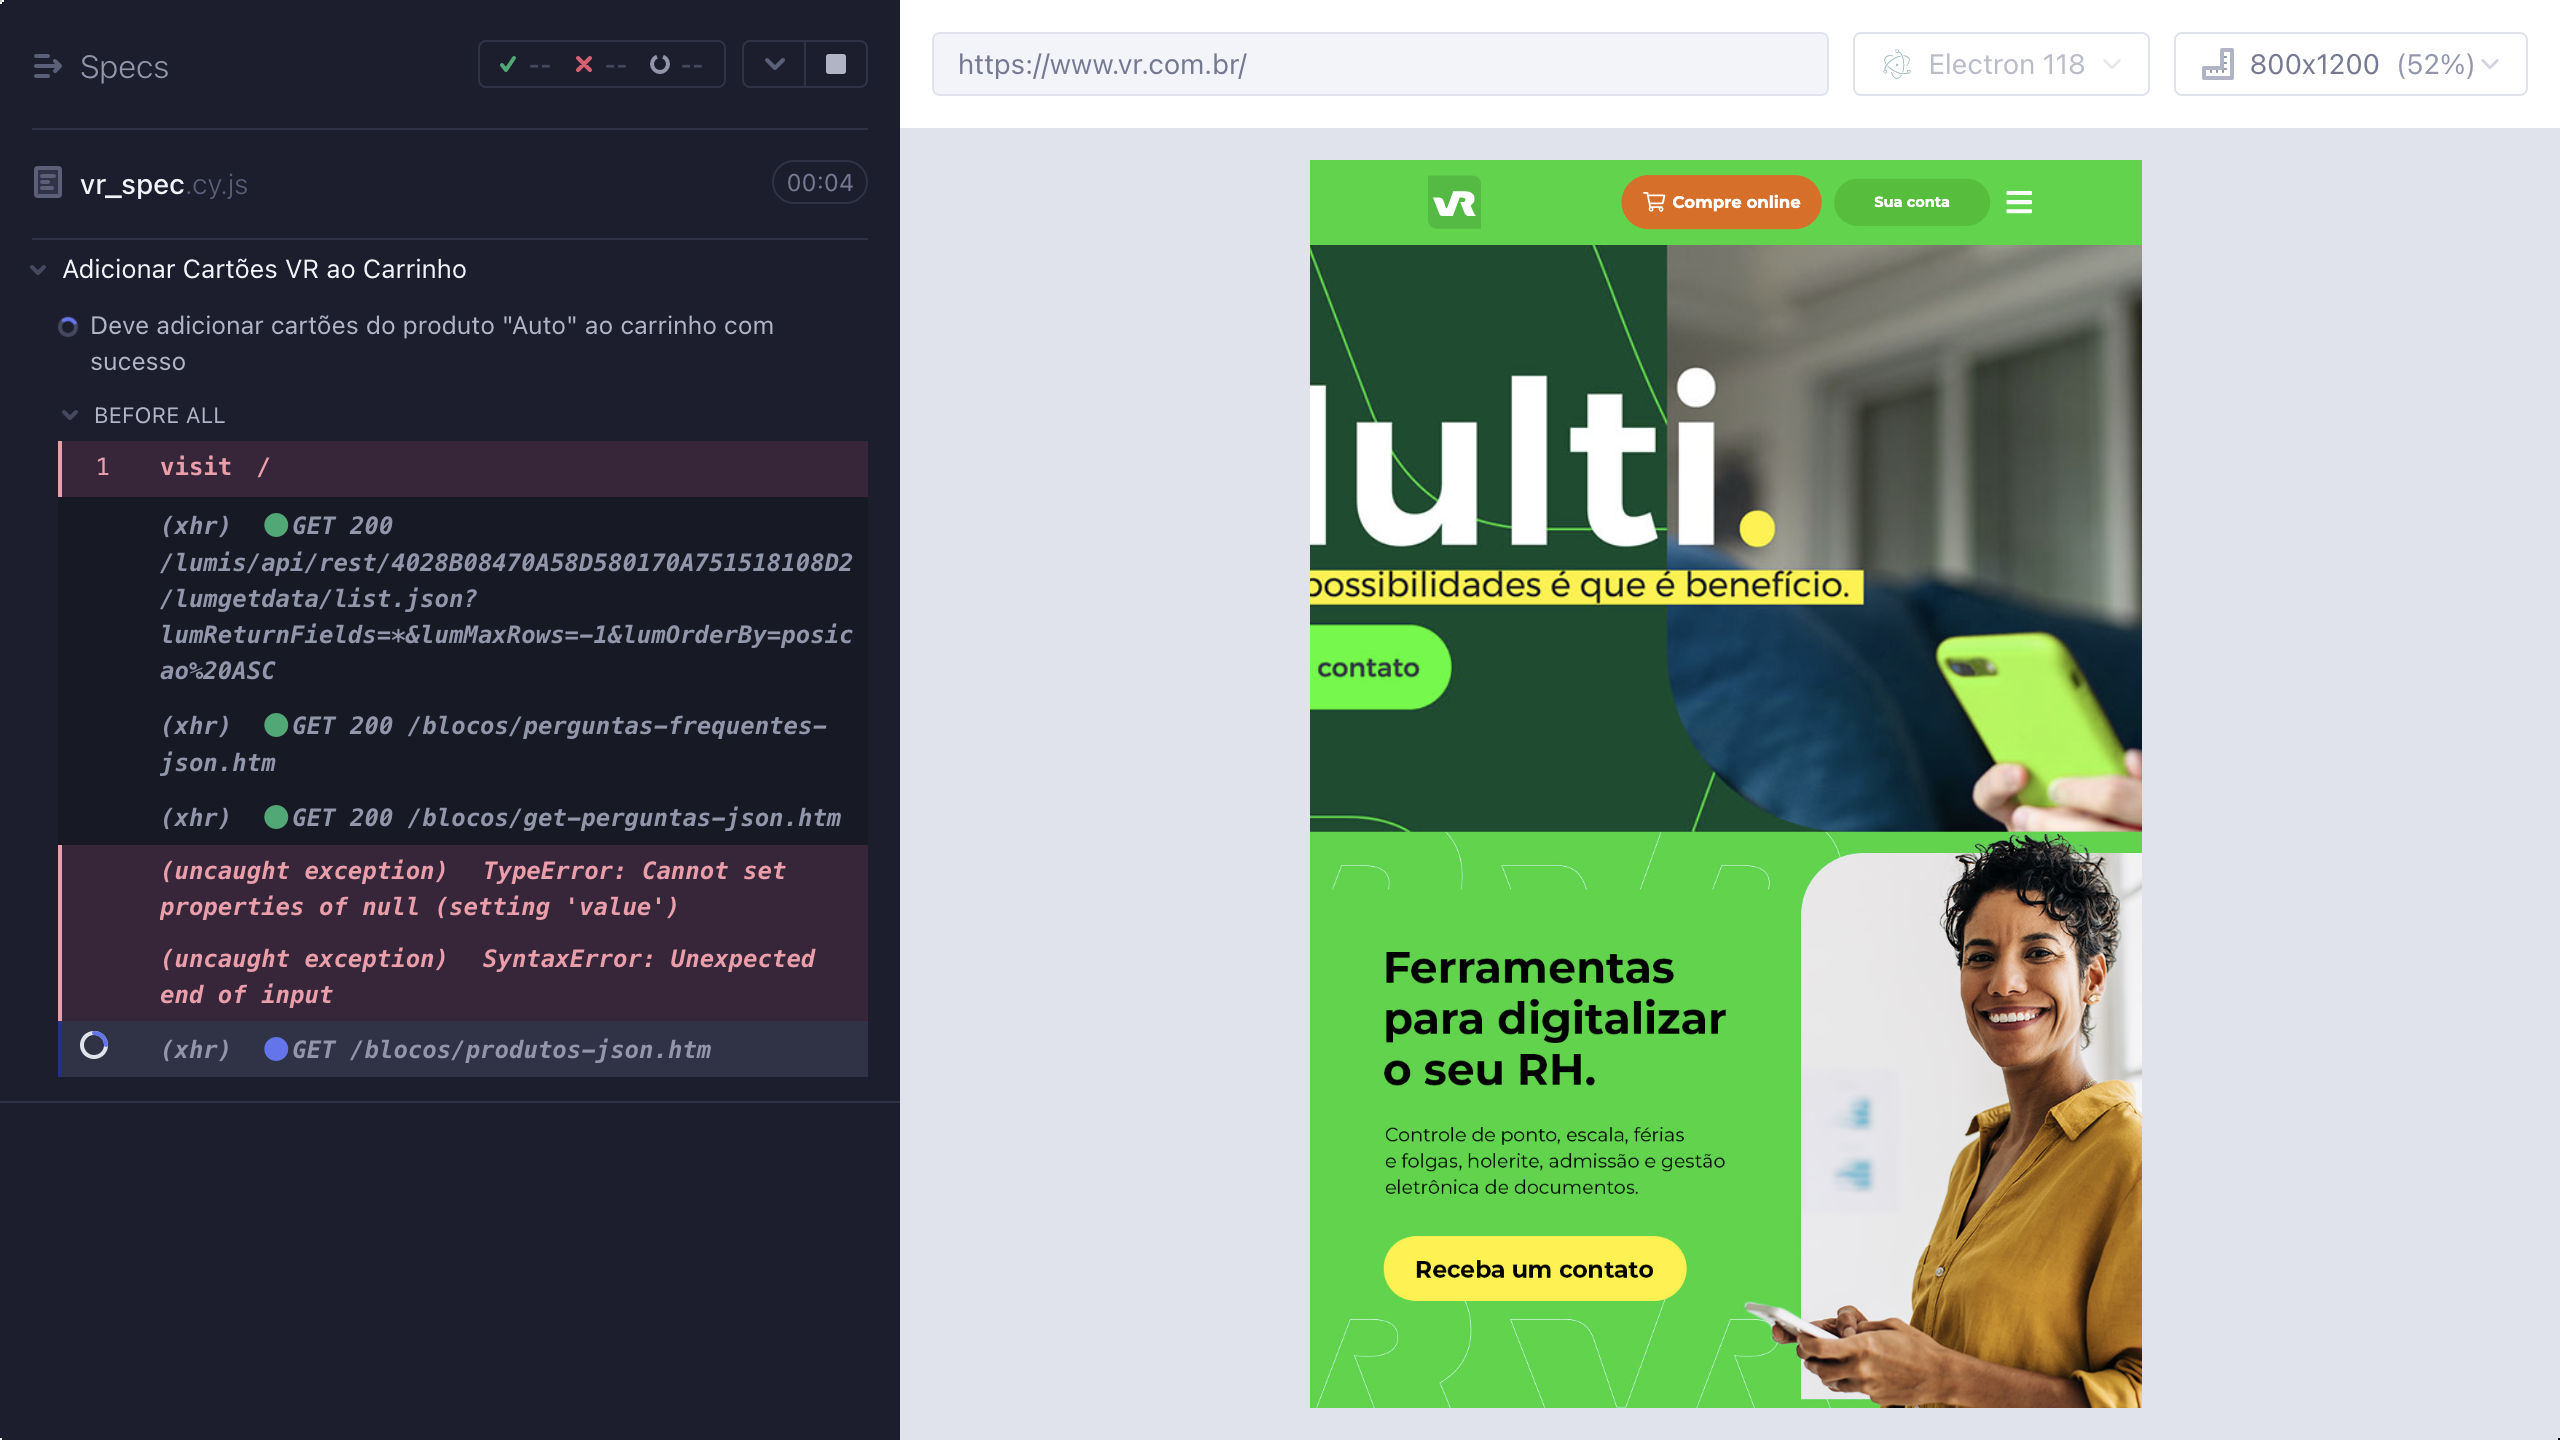 Specs
-- -- --
vr_spec.cy.js
00:04
Adicionar Cartões VR ao Carrinho
Deve adicionar cartões do produto "Auto" ao carrinho com
sucesso
BEFORE ALL
1 visit /
(xhr) GET 200
/lumis/api/rest/4028B08470A58D580170A751518108D2
/lumgetdata/list.json?
lumReturnFields=*&lumMaxRows=-1&lumOrderBy=posic
ao%20ASC
(xhr) GET 200 /blocos/perguntas-frequentes-
json.htm
(xhr) GET 200 /blocos/get-perguntas-json.htm
(uncaught exception) TypeError: Cannot set
properties of null (setting 'value')
(uncaught exception) SyntaxError: Unexpected
end of input
(xhr) GET /blocos/produtos-json.htm
https://www.vr.com.br/
Electron 118
800x1200 (52%)
VR
Compre online
Sua conta
ulti.
possibilidades é que é benefício.
contato
Ferramentas
para digitalizar
o seu RH.
Controle de ponto, escala, férias
e folgas, holerite, admissão e gestão
eletrônica de documentos.
Receba um contato